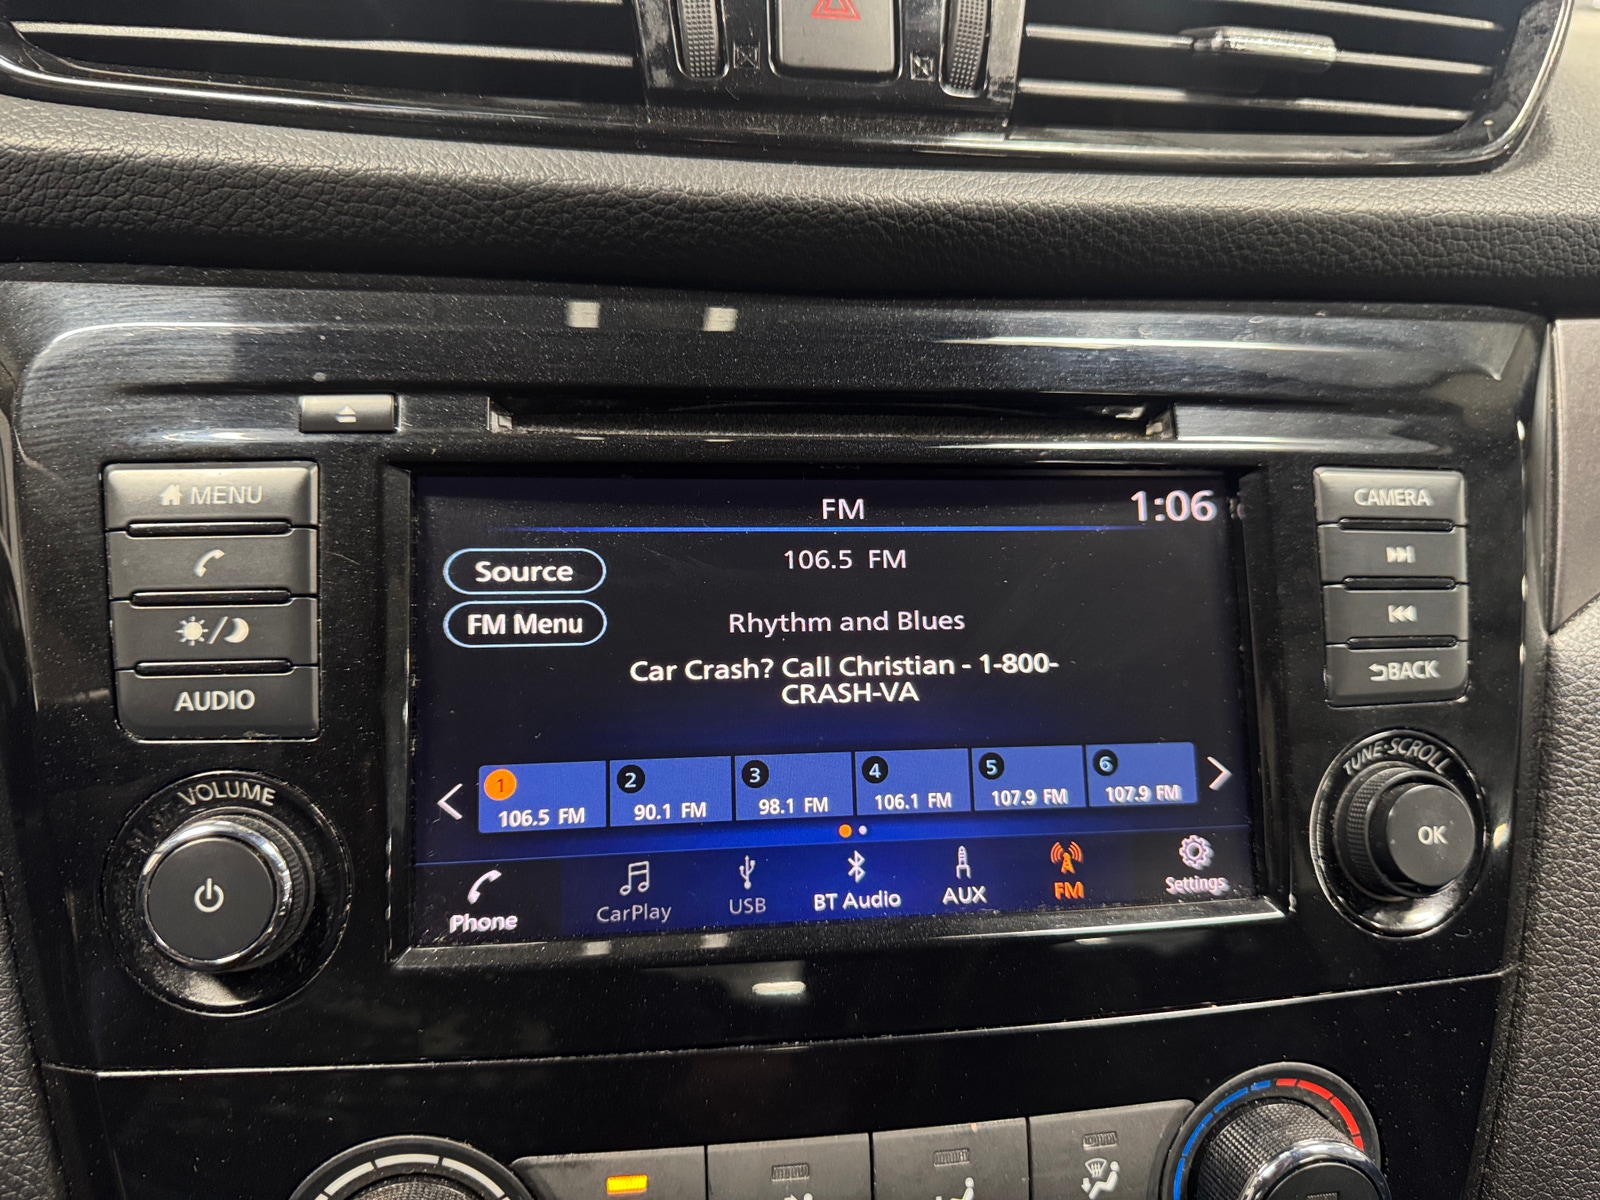 MENU
AUDIO
VOLUME
FM
1:06
Source
106.5 FM
FM Menu
Rhythm and Blues
Car Crash? Call Christian - 1-800-
CRASH-VA
1
2
3
4
5
6
106.5 FM
90.1 FM
98.1 FM
106.1 FM
107.9 FM
107.9 FM
Phone
CarPlay
USB
BT Audio
AUX
FM
Settings
CAMERA
BACK
TUNE·SCROLL
OK